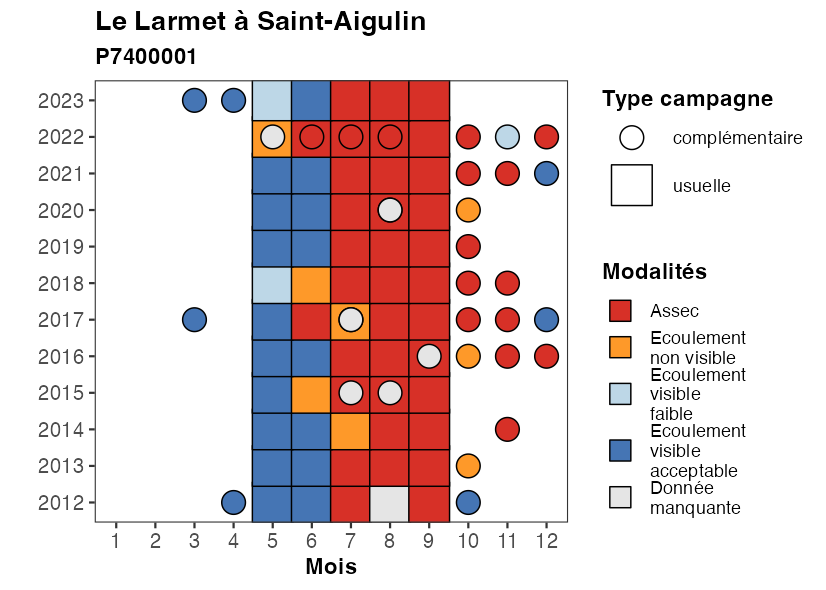 Le Larmet à Saint-Aigulin
P7400001
2023
2022
2021
2020
2019
2018
2017
2016
2015
2014
2013
2012
1 2 3 4 5 6 7 8 9 10 11 12
Mois
Type campagne
complémentaire
usuelle
Modalités
Assec
Ecoulement
non visible
Ecoulement
visible
faible
Ecoulement
visible
acceptable
Donnée
manquante